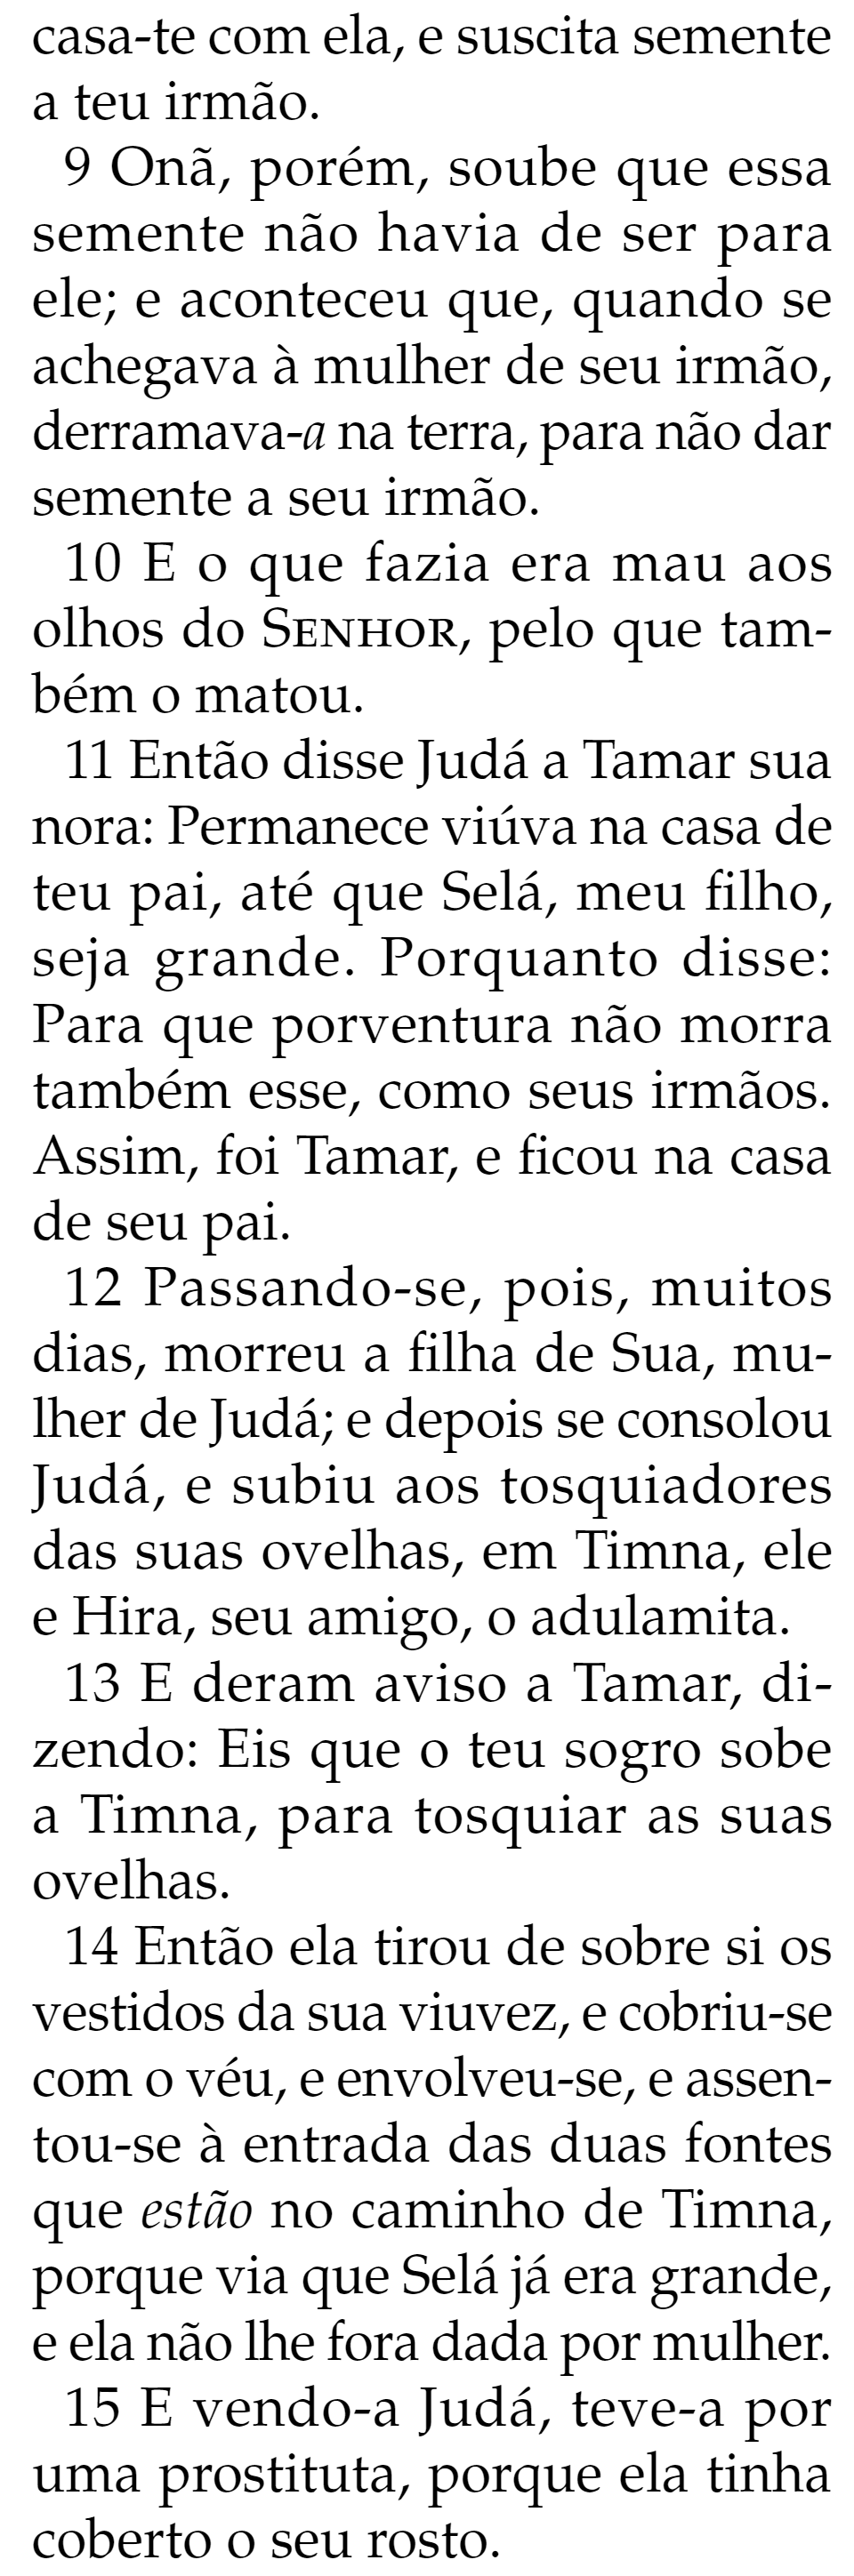 casa-te com ela, e suscita semente
a teu irmão.
9 Onã, porém, soube que essa
semente não havia de ser para
ele; e aconteceu que, quando se
achegava à mulher de seu irmão,
derramava-a na terra, para não dar
semente a seu irmão.
10 E o que fazia era mau aos
olhos do SENHOR, pelo que tam-
bém o matou.
11 Então disse Judá a Tamar sua
nora: Permanece viúva na casa de
teu pai, até que Selá, meu filho,
seja grande. Porquanto disse:
Para que porventura não morra
também esse, como seus irmãos.
Assim, foi Tamar, e ficou na casa
de seu pai.
12 Passando-se, pois, muitos
dias, morreu a filha de Sua, mu-
lher de Judá; e depois se consolou
Judá, e subiu aos tosquiadores
das suas ovelhas, em Timna, ele
e Hira, seu amigo, o adulamita.
13 E deram aviso a Tamar, di-
zendo: Eis que o teu sogro sobe
a Timna, para tosquiar as suas
ovelhas.
14 Então ela tirou de sobre si os
vestidos da sua viuvez, e cobriu-se
com o véu, e envolveu-se, e assen-
tou-se à entrada das duas fontes
que estão no caminho de Timna,
porque via que Selá já era grande,
e ela não lhe fora dada por mulher.
15 E vendo-a Judá, teve-a por
uma prostituta, porque ela tinha
coberto o seu rosto.